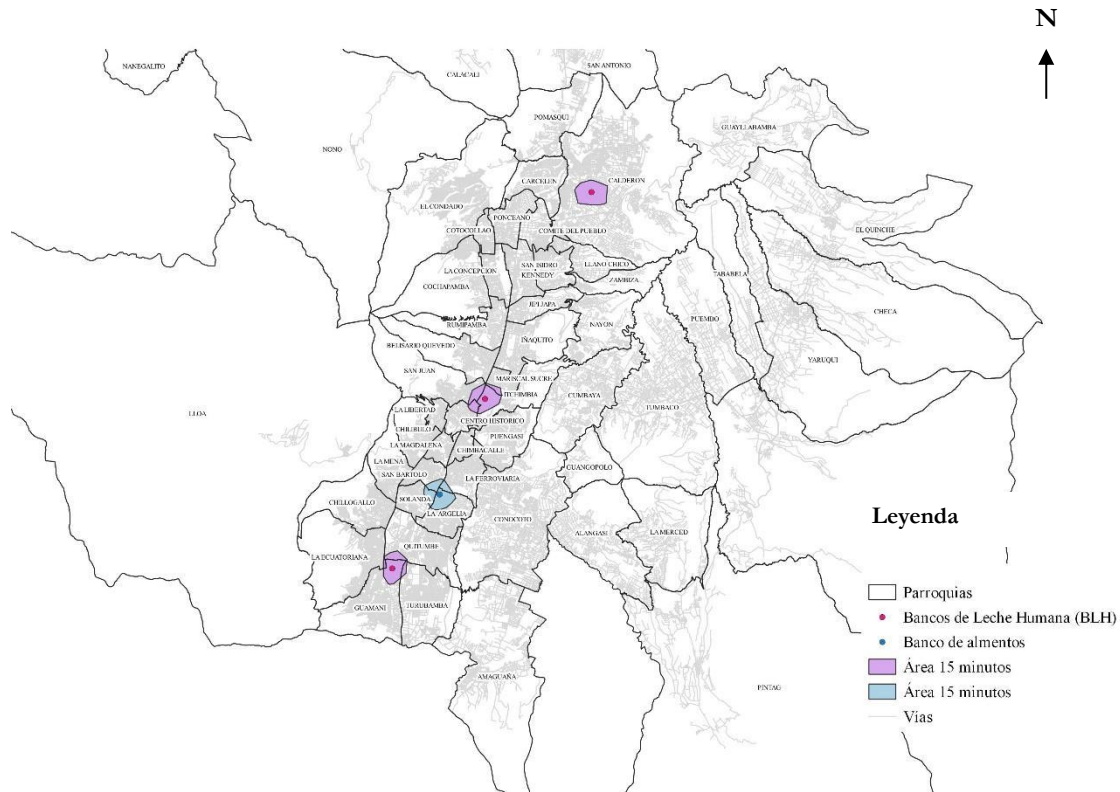 N
NANEGALITO
SAN ANTONIO
CALACALI
POMASQUI
GUAYLLABAMBA
NONO
CARCELEN
CALDERON
EL CONDADO
PONCEANO
COTOCOLLAO
COMITE DEL PUEBLO
EL QUINCHE
LA CONCEPCION
SAN ISIDRO
KENNEDY
LLANO CHICO
ZAMBIZA
TABABELA
COCHAPAMBA
JIPIJAPA
CHECA
RUMIPAMBA
NAYON
PUEMBO
BELISARIO QUEVEDO
IÑAQUITO
YARUQUI
SAN JUAN
MARISCAL SUCRE
ITCHIMBIA
CUMBAYA
TUMBACO
LLOA
LA LIBERTAD
CENTRO HISTORICO
CHILIBULO
PUENGASI
LA MAGDALENA
CHIMBACALLE
LA MENA
GUANGOPOLO
SAN BARTOLO
LA FERROVIARIA
CHILLOGALLO
SOLANDA
LA ARGELIA
CONOCOTO
Leyenda
ALANGASI
LA MERCED
QUITUMBE
LA ECUATORIANA
Parroquias
GUAMANI
TURUBAMBA
Bancos de Leche Humana (BLH)
Banco de almentos
Área 15 minutos
AMAGUAÑA
PINTAG
Área 15 minutos
Vías